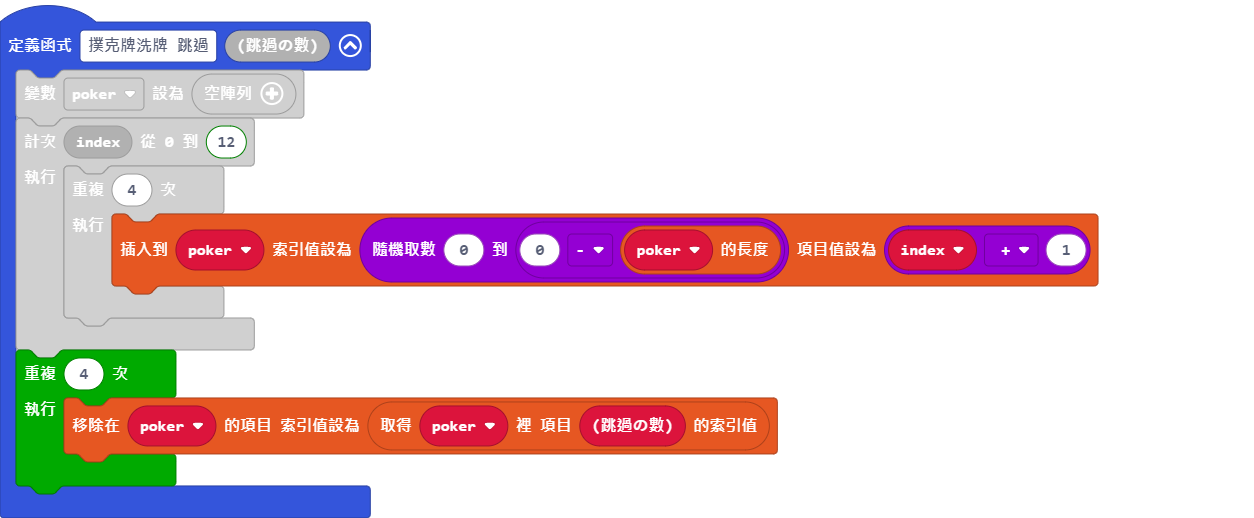 定義函式 撲克牌洗牌 跳過 (跳過の數)
變數 poker 設為 空陣列
計次 index 從 0 到 12
執行 重複 4 次
執行 插入到 poker 索引值設為 隨機取數 0 到 0 - poker 的長度 項目值設為 index + 1
重複 4 次
執行 移除在 poker 的項目 索引值設為 取得 poker 裡 項目 (跳過の數) 的索引值